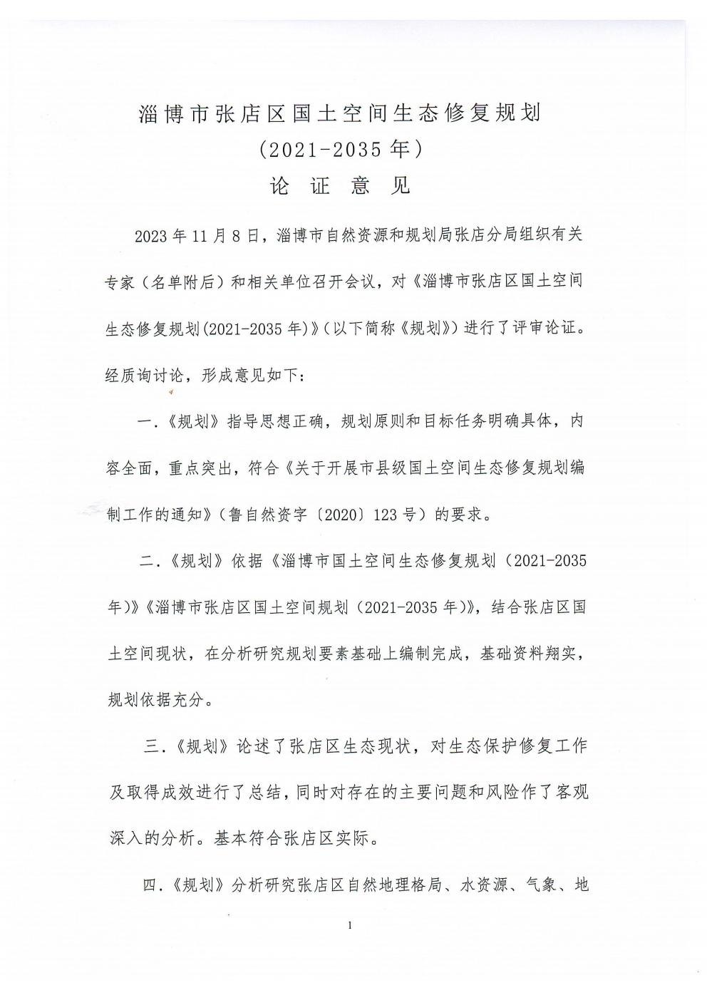 淄博市张店区国土空间生态修复规划
(2021-2035 年)
论 证 意 见
2023 年 11 月 8 日，淄博市自然资源和规划局张店分局组织有关
专家（名单附后）和相关单位召开会议，对《淄博市张店区国土空间
生态修复规划(2021-2035 年)》（以下简称《规划》）进行了评审论证。
经质询讨论，形成意见如下：
一．《规划》指导思想正确，规划原则和目标任务明确具体，内
容全面，重点突出，符合《关于开展市县级国土空间生态修复规划编
制工作的通知》（鲁自然资字〔2020〕123 号）的要求。
二．《规划》依据《淄博市国土空间生态修复规划（2021-2035
年）》《淄博市张店区国土空间规划（2021-2035 年）》，结合张店区国
土空间现状，在分析研究规划要素基础上编制完成，基础资料翔实，
规划依据充分。
三．《规划》论述了张店区生态现状，对生态保护修复工作
及取得成效进行了总结，同时对存在的主要问题和风险作了客观
深入的分析。基本符合张店区实际。
四．《规划》分析研究张店区自然地理格局、水资源、气象、地
1